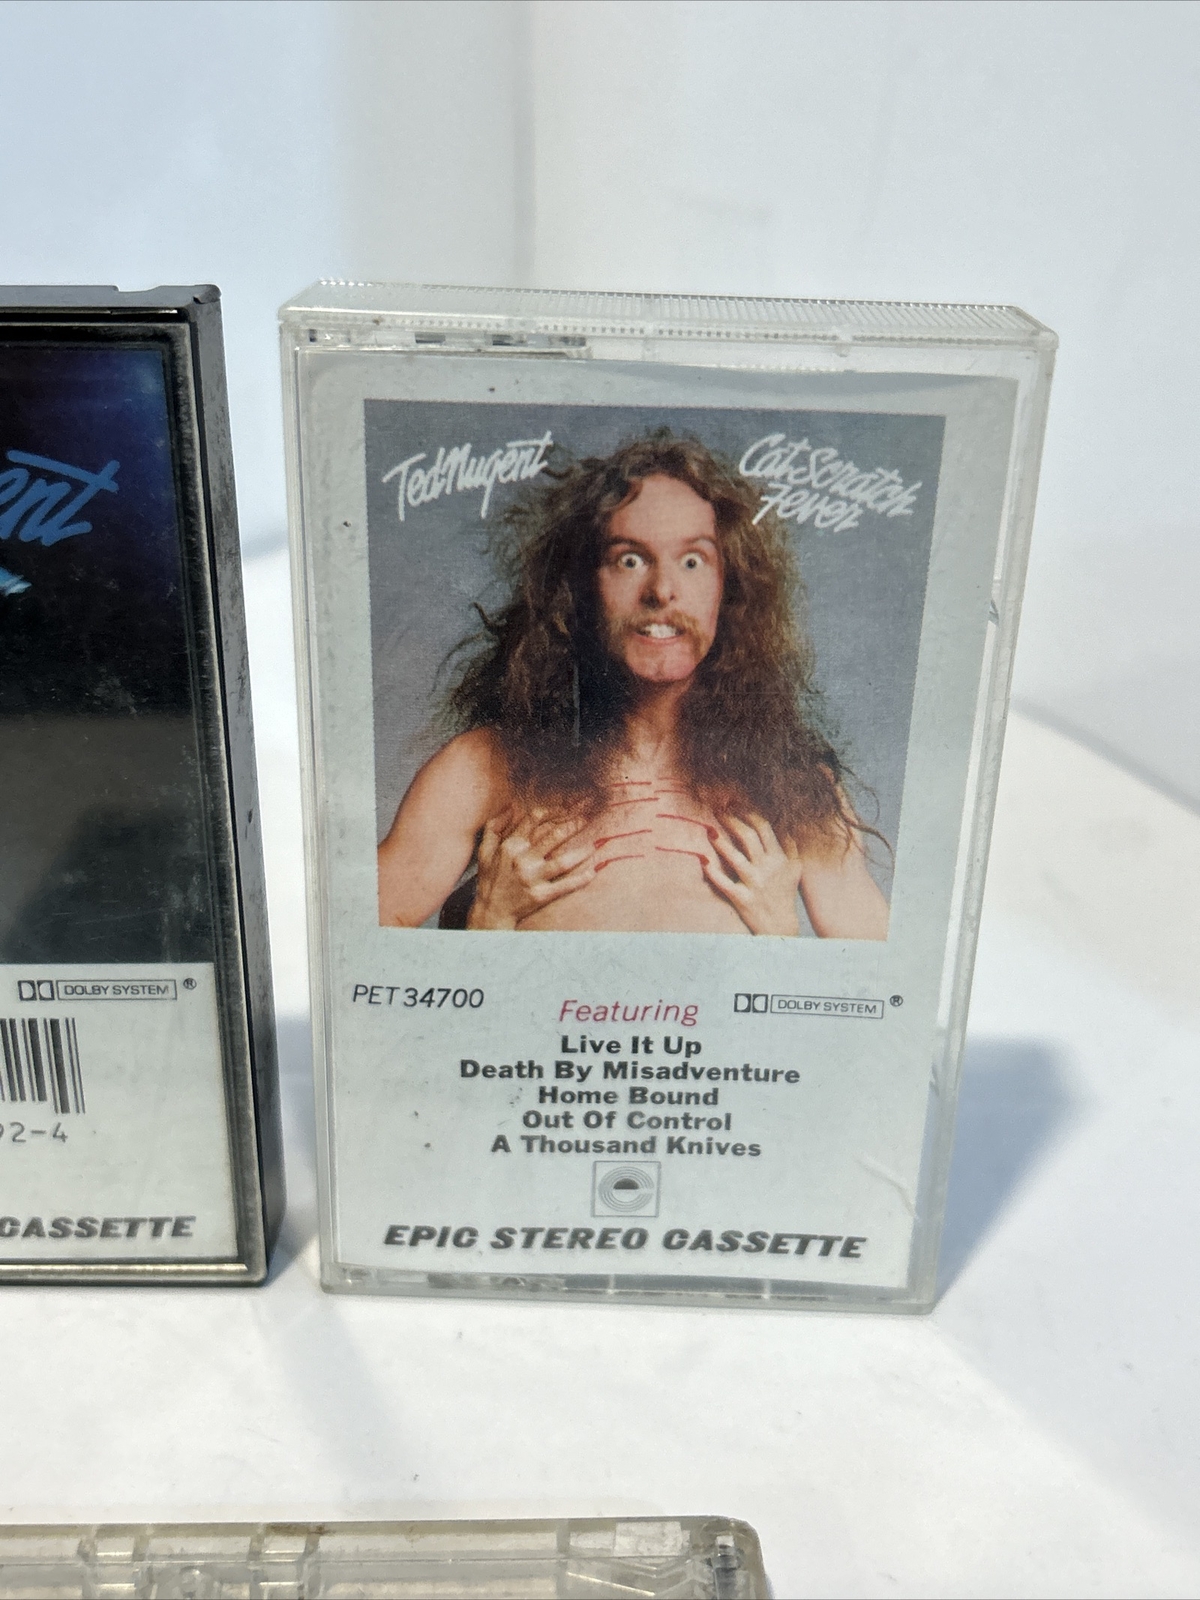 ent
DOLBY SYSTEM ®
92-4
CASSETTE
Ted Nugent
Cat Scratch
Fever
PET 34700
Featuring
DOLBY SYSTEM ®
Live It Up
Death By Misadventure
Home Bound
Out Of Control
A Thousand Knives
EPIC STEREO CASSETTE